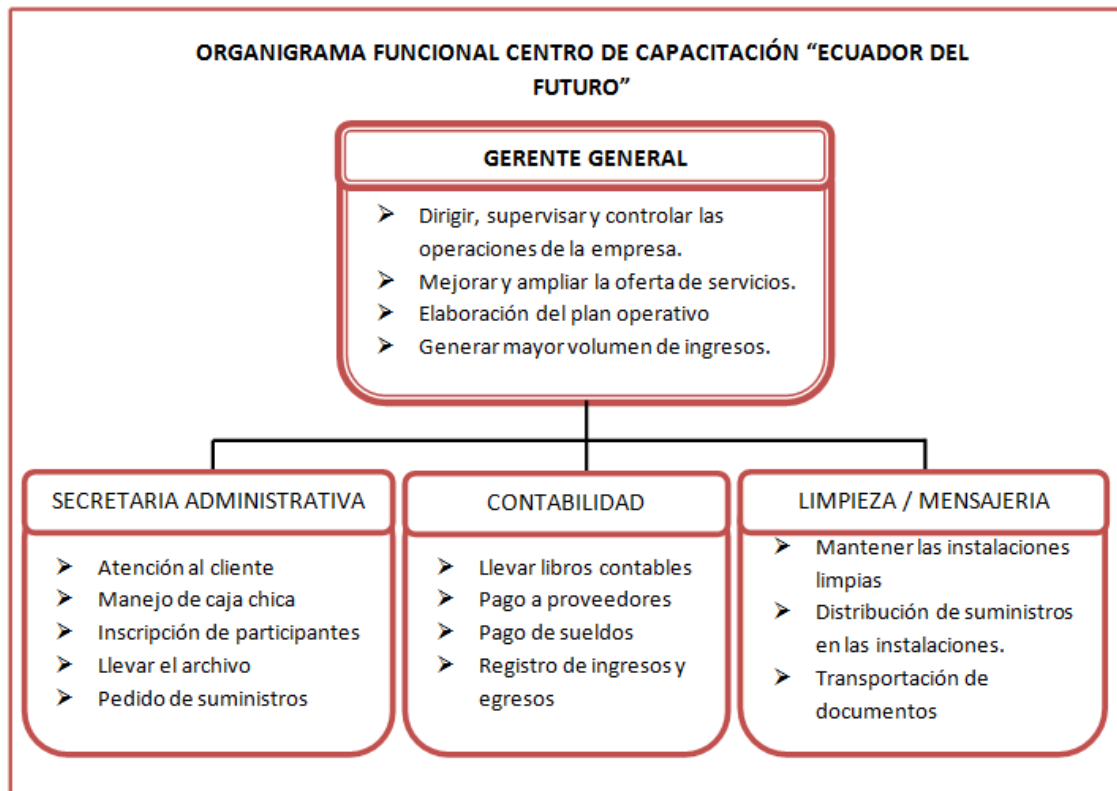 ORGANIGRAMA FUNCIONAL CENTRO DE CAPACITACIÓN “ECUADOR DEL
FUTURO”
GERENTE GENERAL
➢ Dirigir, supervisar y controlar las
operaciones de la empresa.
➢ Mejorar y ampliar la oferta de servicios.
➢ Elaboración del plan operativo
➢ Generar mayor volumen de ingresos.
SECRETARIA ADMINISTRATIVA
➢ Atención al cliente
➢ Manejo de caja chica
➢ Inscripción de participantes
➢ Llevar el archivo
➢ Pedido de suministros
CONTABILIDAD
➢ Llevar libros contables
➢ Pago a proveedores
➢ Pago de sueldos
➢ Registro de ingresos y
egresos
LIMPIEZA / MENSAJERIA
➢ Mantener las instalaciones
limpias
➢ Distribución de suministros
en las instalaciones.
➢ Transportación de
documentos